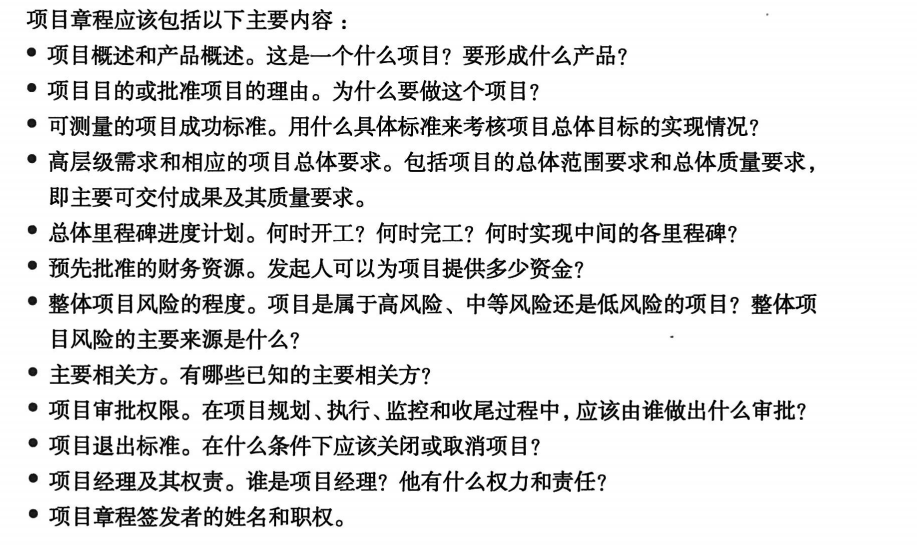 项目章程应该包括以下主要内容：
• 项目概述和产品概述。这是一个什么项目？要形成什么产品？
• 项目目的或批准项目的理由。为什么要做这个项目？
• 可测量的项目成功标准。用什么具体标准来考核项目总体目标的实现情况？
• 高层级需求和相应的项目总体要求。包括项目的总体范围要求和总体质量要求，
即主要可交付成果及其质量要求。
• 总体里程碑进度计划。何时开工？何时完工？何时实现中间的各里程碑？
• 预先批准的财务资源。发起人可以为项目提供多少资金？
• 整体项目风险的程度。项目是属于高风险、中等风险还是低风险的项目？整体项
目风险的主要来源是什么？
• 主要相关方。有哪些已知的主要相关方？
• 项目审批权限。在项目规划、执行、监控和收尾过程中，应该由谁做出什么审批？
• 项目退出标准。在什么条件下应该关闭或取消项目？
• 项目经理及其权责。谁是项目经理？他有什么权力和责任？
• 项目章程签发者的姓名和职权。